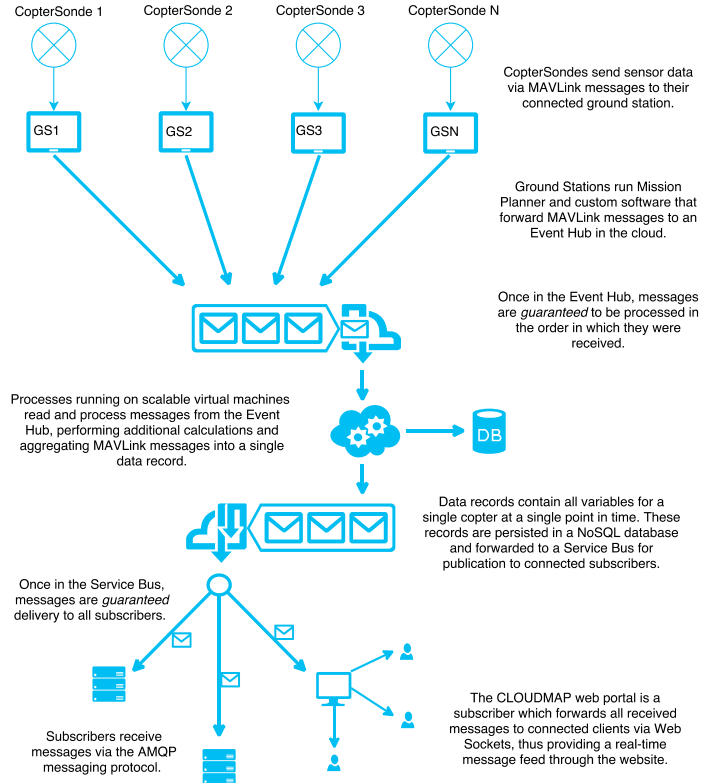 CopterSonde 1
CopterSonde 2
CopterSonde 3
CopterSonde N
CopterSondes send sensor data
via MAVLink messages to their
connected ground station.
GS1
GS2
GS3
GSN
Ground Stations run Mission
Planner and custom software that
forward MAVLink messages to an
Event Hub in the cloud.
Once in the Event Hub, messages
are guaranteed to be processed in
the order in which they were
received.
Processes running on scalable virtual machines
read and process messages from the Event
Hub, performing additional calculations and
aggregating MAVLink messages into a single
data record.
DB
Data records contain all variables for a
single copter at a single point in time. These
records are persisted in a NoSQL database
and forwarded to a Service Bus for
publication to connected subscribers.
Once in the Service Bus,
messages are guaranteed
delivery to all subscribers.
Subscribers receive
messages via the AMQP
messaging protocol.
The CLOUDMAP web portal is a
subscriber which forwards all received
messages to connected clients via Web
Sockets, thus providing a real-time
message feed through the website.